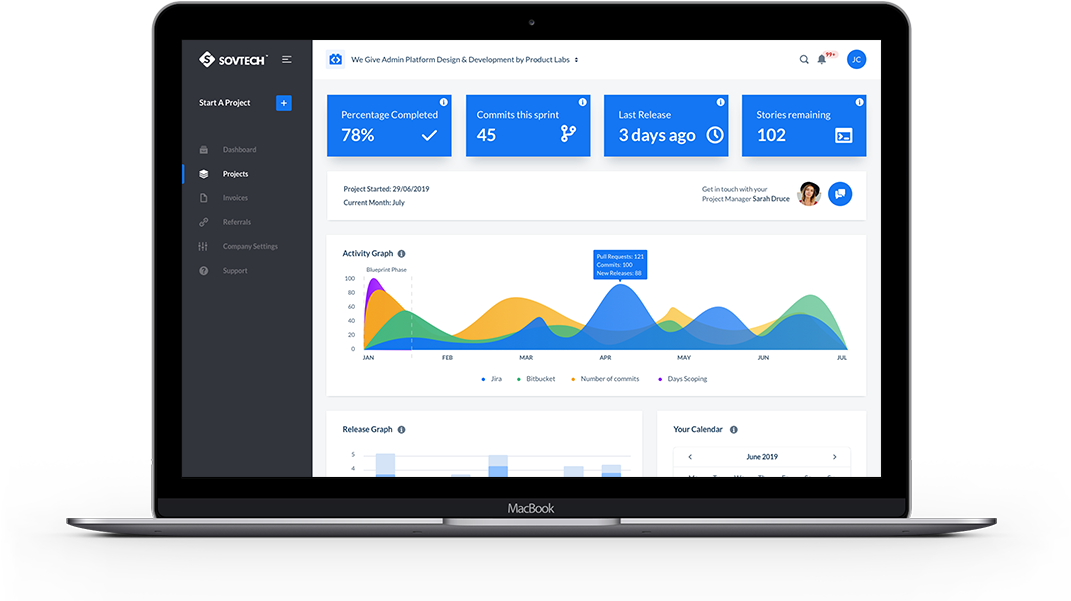 SOVTECH
We Give Admin Platform Design & Development by Product Labs
99+
JC
Start A Project
+
Dashboard
Projects
Invoices
Referrals
Company Settings
Support
Percentage Completed
78%
Commits this sprint
45
Last Release
3 days ago
Stories remaining
102
Project Started: 29/06/2019
Current Month: July
Get in touch with your
Project Manager Sarah Druce
Activity Graph
Blueprint Phase
Pull Requests: 121
Commits: 100
New Releases: 88
100
80
60
40
20
0
JAN FEB MAR APR MAY JUN JUL
Jira Bitbucket Number of commits Days Scoping
Release Graph
5
4
Your Calendar
June 2019
MacBook